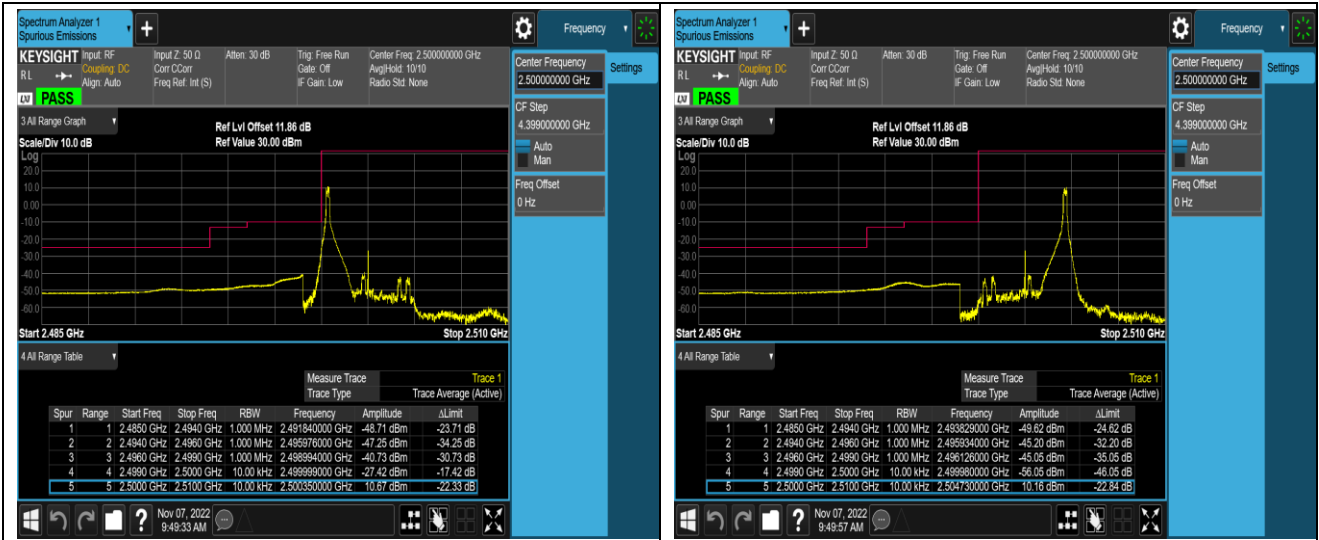 Spectrum Analyzer 1
Spurious Emissions
+
Frequency
KEYSIGHT Input: RF Input Z: 50 Ω Atten: 30 dB Trig: Free Run Center Freq: 2.500000000 GHz
Coupling: DC Corr CCorr Gate: Off Avg|Hold: 10/10
R L Align: Auto Freq Ref: Int (S) IF Gain: Low Radio Std: None
LXI PASS
Center Frequency
2.500000000 GHz
Settings
CF Step
4.399000000 GHz
Auto
Man
Freq Offset
0 Hz
3 All Range Graph
Ref Lvl Offset 11.86 dB
Scale/Div 10.0 dB Ref Value 30.00 dBm
Log
20.0
10.0
0.00
-10.0
-20.0
-30.0
-40.0
-50.0
-60.0
Start 2.485 GHz Stop 2.510 GHz
4 All Range Table
Measure Trace Trace 1
Trace Type Trace Average (Active)
Spur Range Start Freq Stop Freq RBW Frequency Amplitude ΔLimit
1 1 2.4850 GHz 2.4940 GHz 1.000 MHz 2.491840000 GHz -48.71 dBm -23.71 dB
2 2 2.4940 GHz 2.4960 GHz 1.000 MHz 2.495976000 GHz -47.25 dBm -34.25 dB
3 3 2.4960 GHz 2.4990 GHz 1.000 MHz 2.498994000 GHz -40.73 dBm -30.73 dB
4 4 2.4990 GHz 2.5000 GHz 10.00 kHz 2.499999000 GHz -27.42 dBm -17.42 dB
5 5 2.5000 GHz 2.5100 GHz 10.00 kHz 2.500350000 GHz 10.67 dBm -22.33 dB
? Nov 07, 2022
9:49:33 AM
Spectrum Analyzer 1
Spurious Emissions
+
Frequency
KEYSIGHT Input: RF Input Z: 50 Ω Atten: 30 dB Trig: Free Run Center Freq: 2.500000000 GHz
Coupling: DC Corr CCorr Gate: Off Avg|Hold: 10/10
R L Align: Auto Freq Ref: Int (S) IF Gain: Low Radio Std: None
LXI PASS
Center Frequency
2.500000000 GHz
Settings
CF Step
4.399000000 GHz
Auto
Man
Freq Offset
0 Hz
3 All Range Graph
Ref Lvl Offset 11.86 dB
Scale/Div 10.0 dB Ref Value 30.00 dBm
Log
20.0
10.0
0.00
-10.0
-20.0
-30.0
-40.0
-50.0
-60.0
Start 2.485 GHz Stop 2.510 GHz
4 All Range Table
Measure Trace Trace 1
Trace Type Trace Average (Active)
Spur Range Start Freq Stop Freq RBW Frequency Amplitude ΔLimit
1 1 2.4850 GHz 2.4940 GHz 1.000 MHz 2.493829000 GHz -49.62 dBm -24.62 dB
2 2 2.4940 GHz 2.4960 GHz 1.000 MHz 2.495934000 GHz -45.20 dBm -32.20 dB
3 3 2.4960 GHz 2.4990 GHz 1.000 MHz 2.496126000 GHz -45.05 dBm -35.05 dB
4 4 2.4990 GHz 2.5000 GHz 10.00 kHz 2.499980000 GHz -56.05 dBm -46.05 dB
5 5 2.5000 GHz 2.5100 GHz 10.00 kHz 2.504730000 GHz 10.16 dBm -22.84 dB
? Nov 07, 2022
9:49:57 AM